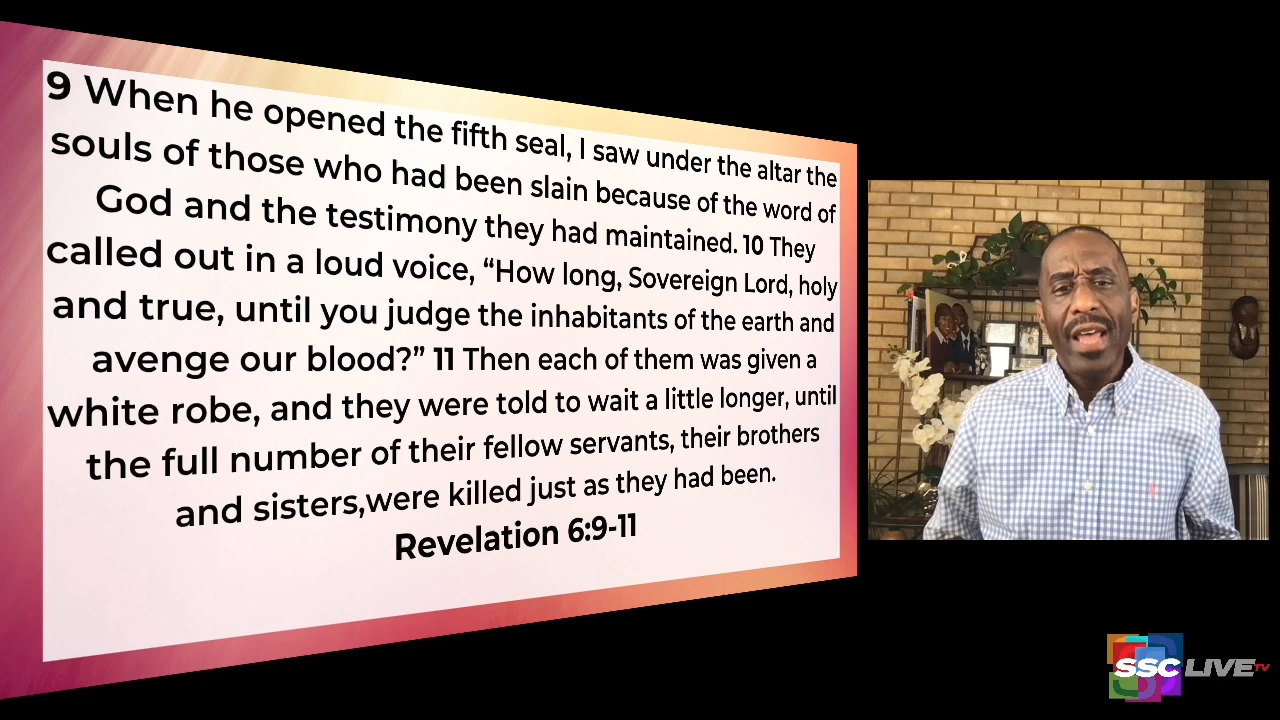 9 When he opened the fifth seal, I saw under the altar the
souls of those who had been slain because of the word of
God and the testimony they had maintained. 10 They
called out in a loud voice, “How long, Sovereign Lord, holy
and true, until you judge the inhabitants of the earth and
avenge our blood?” 11 Then each of them was given a
white robe, and they were told to wait a little longer, until
the full number of their fellow servants, their brothers
and sisters,were killed just as they had been.
Revelation 6:9-11
SSC LIVE TV